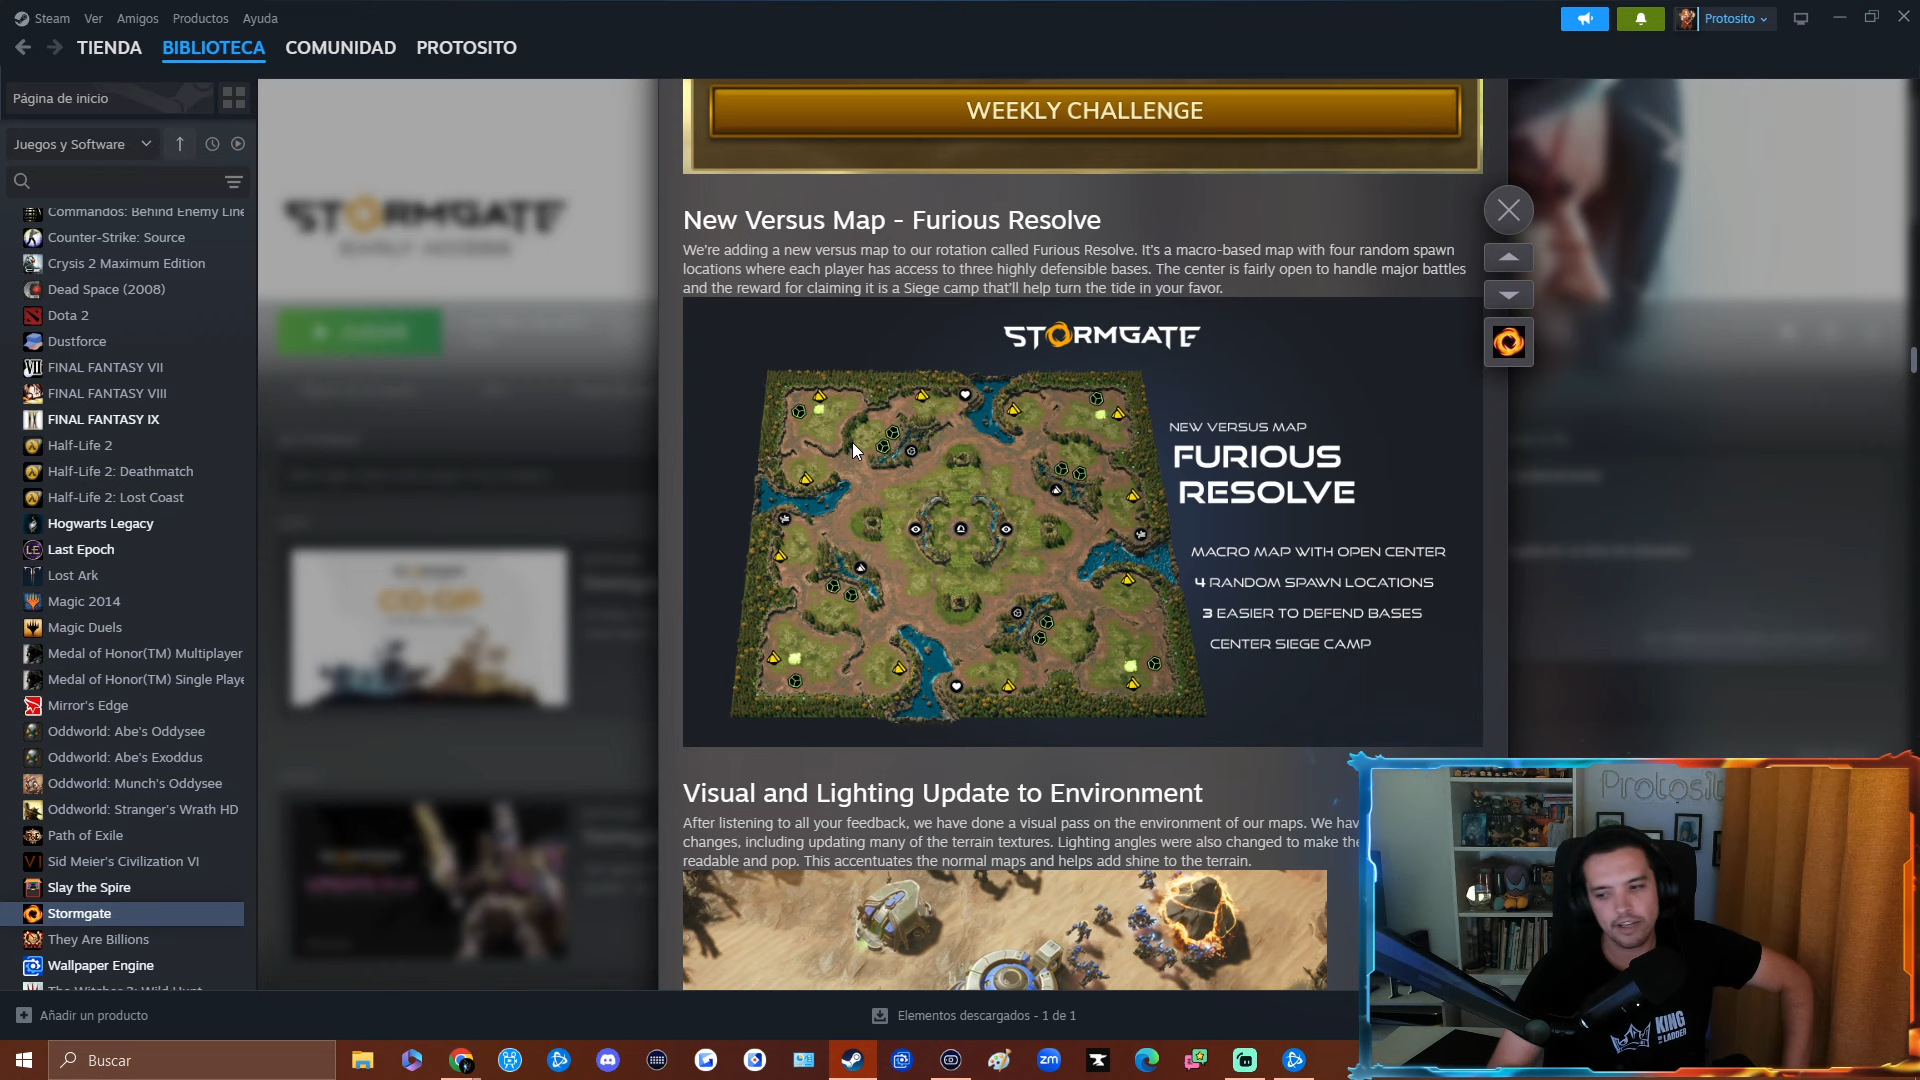 Steam Ver Amigos Productos Ayuda
Protosito
TIENDA BIBLIOTECA COMUNIDAD PROTOSITO
Página de inicio
Juegos y Software
Commandos: Behind Enemy Line
Counter-Strike: Source
Crysis 2 Maximum Edition
Dead Space (2008)
Dota 2
Dustforce
FINAL FANTASY VII
FINAL FANTASY VIII
FINAL FANTASY IX
Half-Life 2
Half-Life 2: Deathmatch
Half-Life 2: Lost Coast
Hogwarts Legacy
Last Epoch
Lost Ark
Magic 2014
Magic Duels
Medal of Honor(TM) Multiplayer
Medal of Honor(TM) Single Playe
Mirror's Edge
Oddworld: Abe's Oddysee
Oddworld: Abe's Exoddus
Oddworld: Munch's Oddysee
Oddworld: Stranger's Wrath HD
Path of Exile
Sid Meier's Civilization VI
Slay the Spire
Stormgate
They Are Billions
Wallpaper Engine
Añadir un producto
STORMGATE
EARLY ACCESS
JUGAR
CO-OP
WEEKLY CHALLENGE
New Versus Map - Furious Resolve
We're adding a new versus map to our rotation called Furious Resolve. It's a macro-based map with four random spawn
locations where each player has access to three highly defensible bases. The center is fairly open to handle major battles
and the reward for claiming it is a Siege camp that'll help turn the tide in your favor.
STORMGATE
NEW VERSUS MAP
FURIOUS
RESOLVE
MACRO MAP WITH OPEN CENTER
4 RANDOM SPAWN LOCATIONS
3 EASIER TO DEFEND BASES
CENTER SIEGE CAMP
Visual and Lighting Update to Environment
After listening to all your feedback, we have done a visual pass on the environment of our maps. We hav
changes, including updating many of the terrain textures. Lighting angles were also changed to make the
readable and pop. This accentuates the normal maps and helps add shine to the terrain.
Protosit
KING
OF LADDER
Elementos descargados - 1 de 1
Buscar
zm